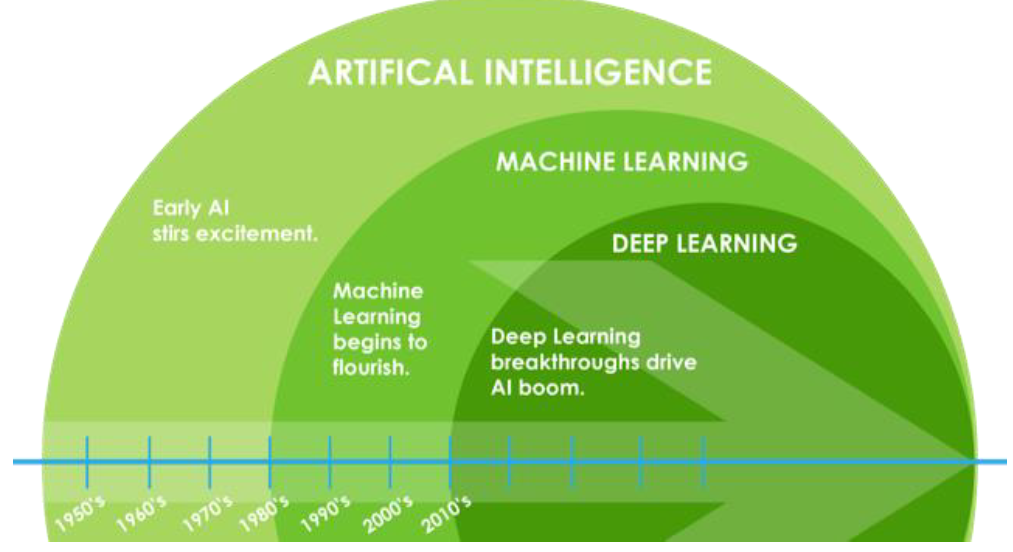 ARTIFICAL INTELLIGENCE
MACHINE LEARNING
DEEP LEARNING
Early AI
stirs excitement.
Machine
Learning
begins to
flourish.
Deep Learning
breakthroughs drive
AI boom.
1950's
1960's
1970's
1980's
1990's
2000's
2010's